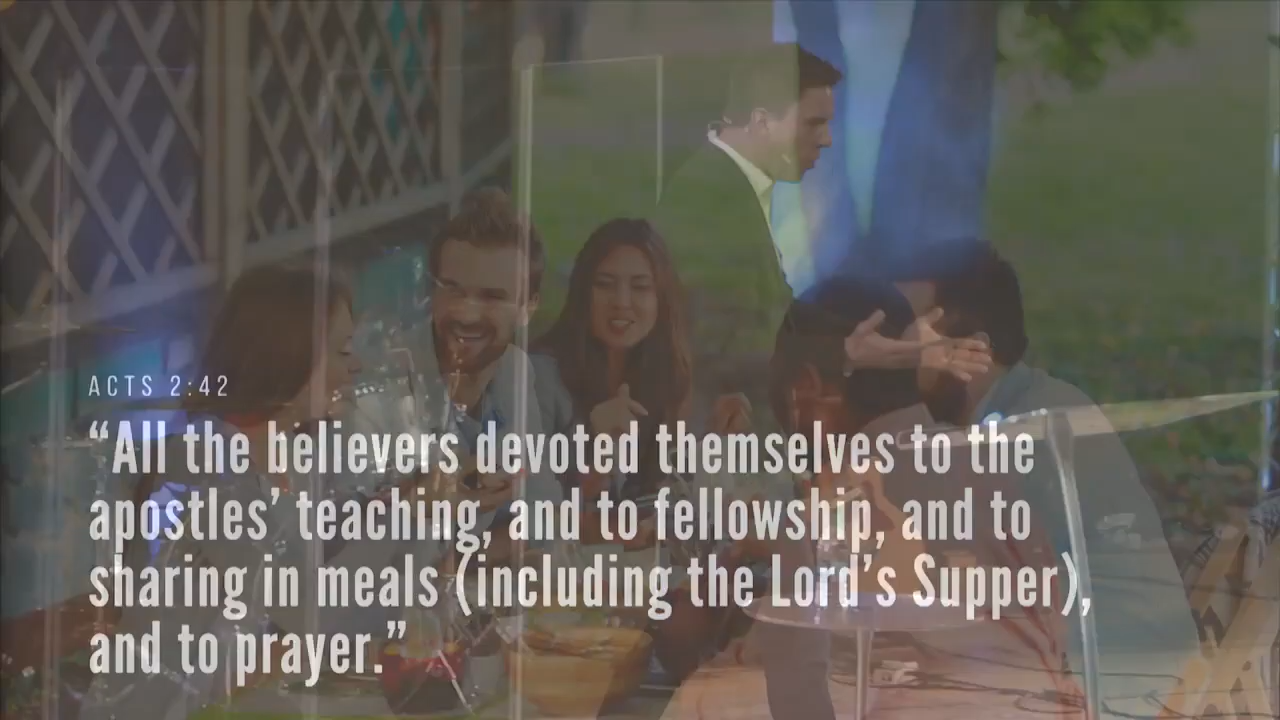 ACTS 2:42
“All the believers devoted themselves to the
apostles’ teaching, and to fellowship, and to
sharing in meals (including the Lord’s Supper),
and to prayer.”